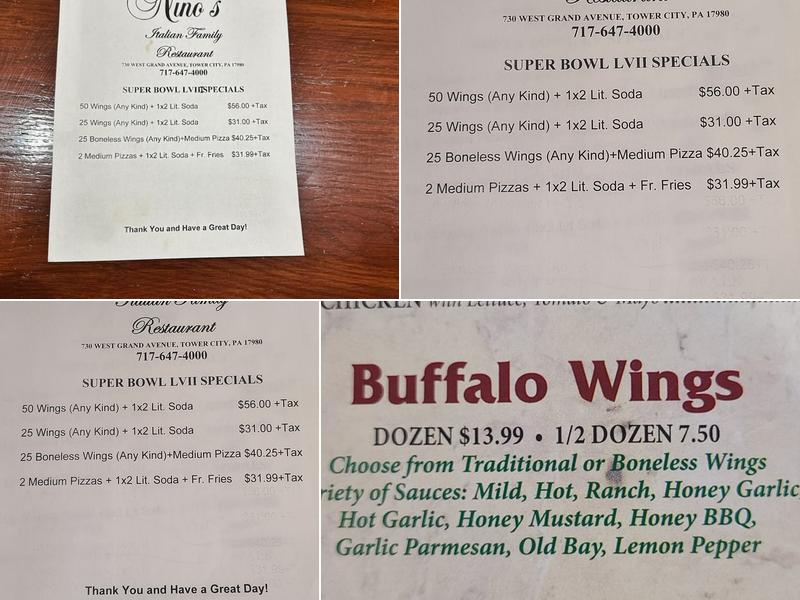 Nino's
Italian Family
Restaurant
730 WEST GRAND AVENUE, TOWER CITY, PA 17980
717-647-4000
SUPER BOWL LVII SPECIALS
50 Wings (Any Kind) + 1x2 Lit. Soda $56.00 +Tax
25 Wings (Any Kind) + 1x2 Lit. Soda $31.00 +Tax
25 Boneless Wings (Any Kind)+Medium Pizza $40.25+Tax
2 Medium Pizzas + 1x2 Lit. Soda + Fr. Fries $31.99+Tax
Thank You and Have a Great Day!
Restaurant
730 WEST GRAND AVENUE, TOWER CITY, PA 17980
717-647-4000
SUPER BOWL LVII SPECIALS
50 Wings (Any Kind) + 1x2 Lit. Soda $56.00 +Tax
25 Wings (Any Kind) + 1x2 Lit. Soda $31.00 +Tax
25 Boneless Wings (Any Kind)+Medium Pizza $40.25+Tax
2 Medium Pizzas + 1x2 Lit. Soda + Fr. Fries $31.99+Tax
Italian Family
Restaurant
730 WEST GRAND AVENUE, TOWER CITY, PA 17980
717-647-4000
SUPER BOWL LVII SPECIALS
50 Wings (Any Kind) + 1x2 Lit. Soda $56.00 +Tax
25 Wings (Any Kind) + 1x2 Lit. Soda $31.00 +Tax
25 Boneless Wings (Any Kind)+Medium Pizza $40.25+Tax
2 Medium Pizzas + 1x2 Lit. Soda + Fr. Fries $31.99+Tax
Thank You and Have a Great Day!
CHICKEN with Lettuce, Tomato & Mayo
Buffalo Wings
DOZEN $13.99 • 1/2 DOZEN 7.50
Choose from Traditional or Boneless Wings
riety of Sauces: Mild, Hot, Ranch, Honey Garlic,
Hot Garlic, Honey Mustard, Honey BBQ,
Garlic Parmesan, Old Bay, Lemon Pepper